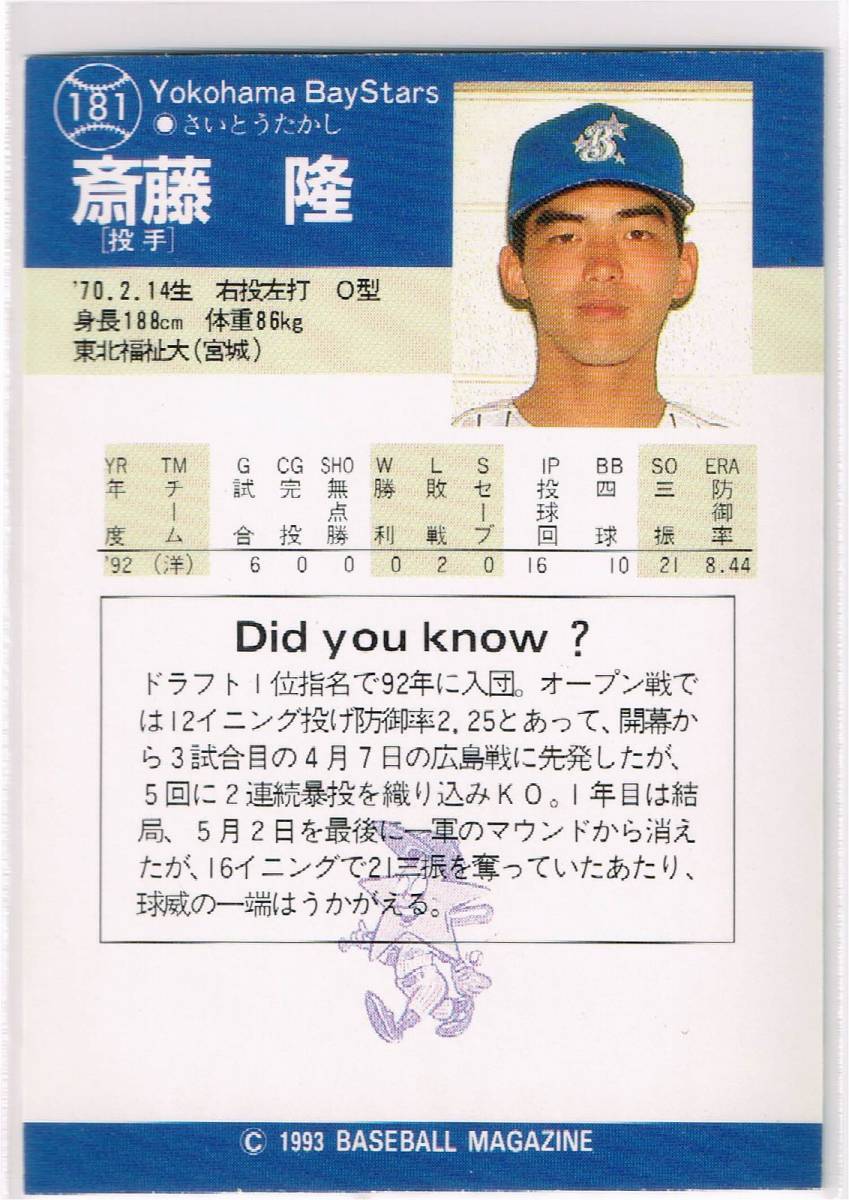 181
Yokohama BayStars
●さいとうたかし
斎藤 隆
[投手]
B
'70.2.14生 右投左打 O型
身長188cm 体重86kg
東北福祉大(宮城)
YR TM G CG SHO W L S IP BB SO ERA
年度 チーム 試合 完投 無点勝 勝利 敗戦 セーブ 投球回 四球 三振 防御率
'92 (洋) 6 0 0 0 2 0 16 10 21 8.44
Did you know ?
ドラフト1位指名で92年に入団。オープン戦で
は12イニング投げ防御率2.25とあって、開幕か
ら3試合目の4月7日の広島戦に先発したが、
5回に2連続暴投を織り込みKO。1年目は結
局、5月2日を最後に一軍のマウンドから消え
たが、16イニングで21三振を奪っていたあたり、
球威の一端はうかがえる。
© 1993 BASEBALL MAGAZINE